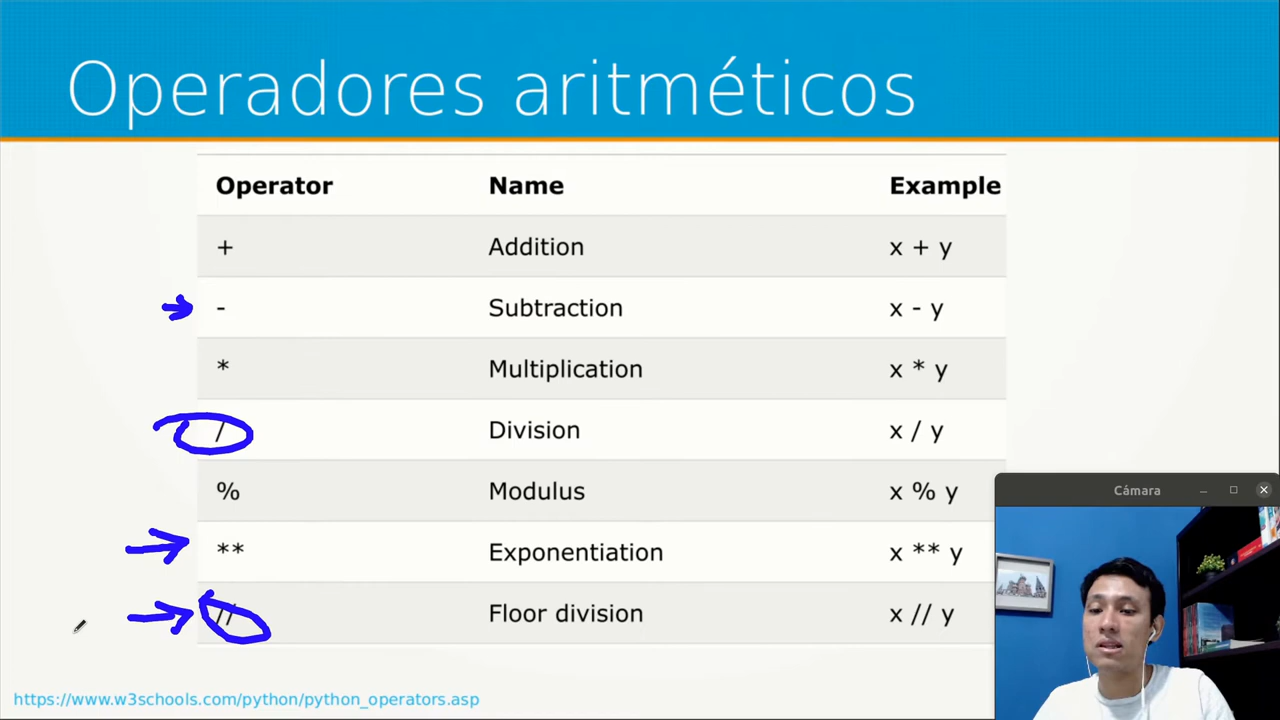 Operadores aritméticos
Operator Name Example
+ Addition x + y
- Subtraction x - y
* Multiplication x * y
/ Division x / y
% Modulus x % y
** Exponentiation x ** y
// Floor division x // y
Cámara
https://www.w3schools.com/python/python_operators.asp